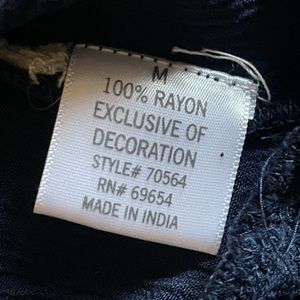 M
100% RAYON
EXCLUSIVE OF
DECORATION
STYLE# 70564
RN# 69654
MADE IN INDIA